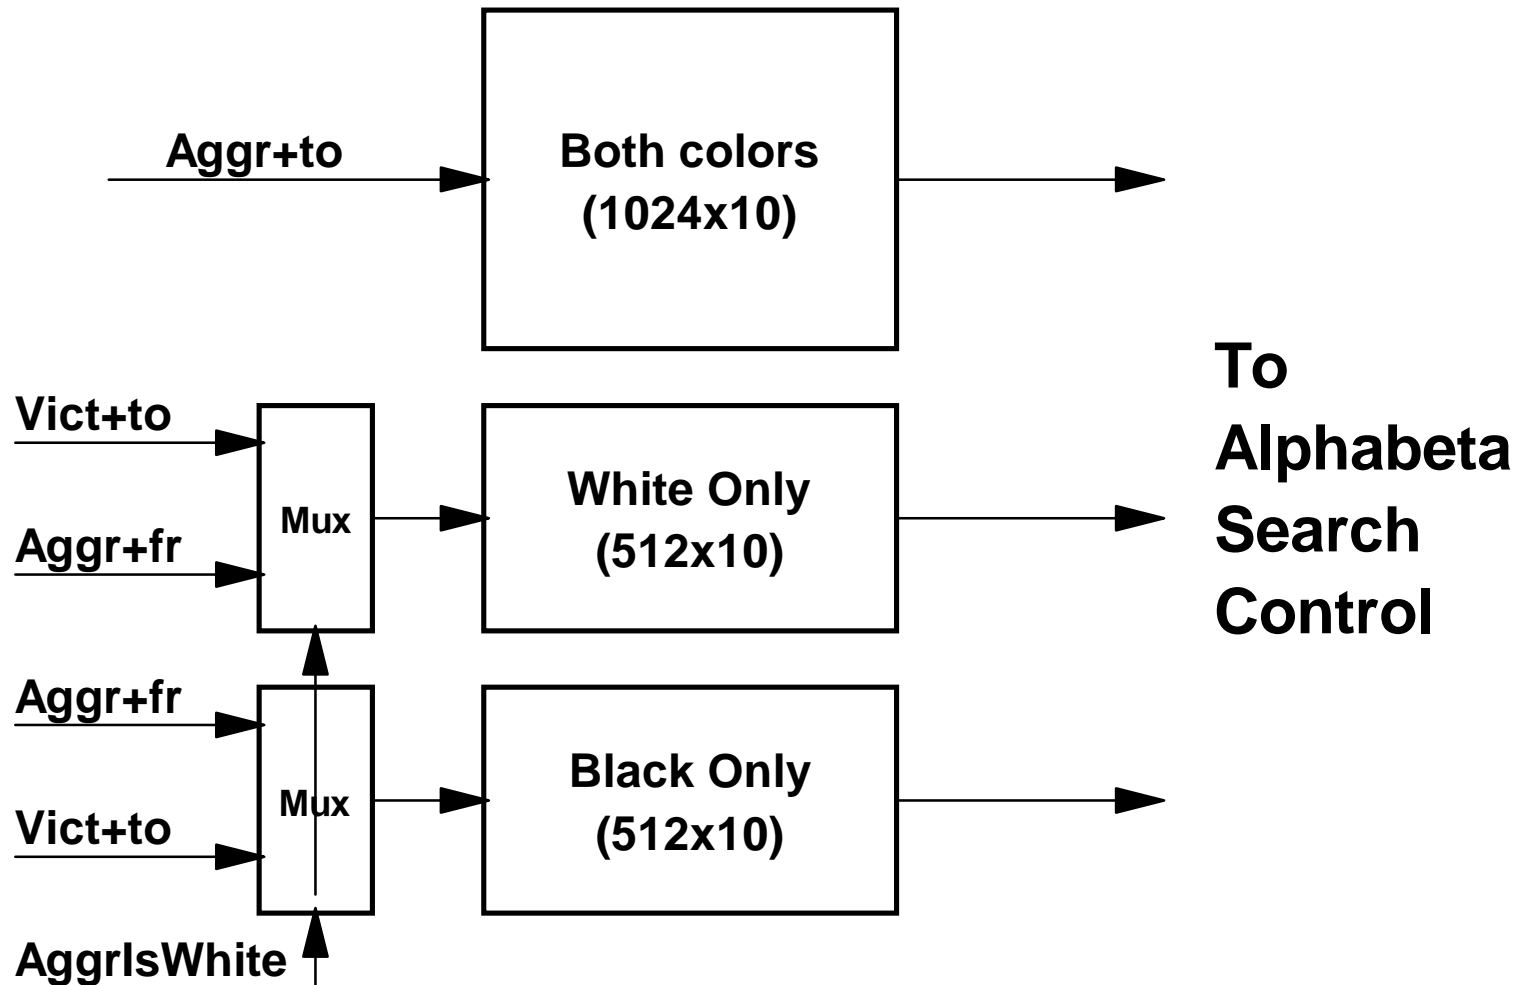 Aggr+to
Both colors
(1024x10)
Vict+to
Aggr+fr
Mux
White Only
(512x10)
Aggr+fr
Vict+to
Mux
Black Only
(512x10)
AggrIsWhite
To
Alphabeta
Search
Control